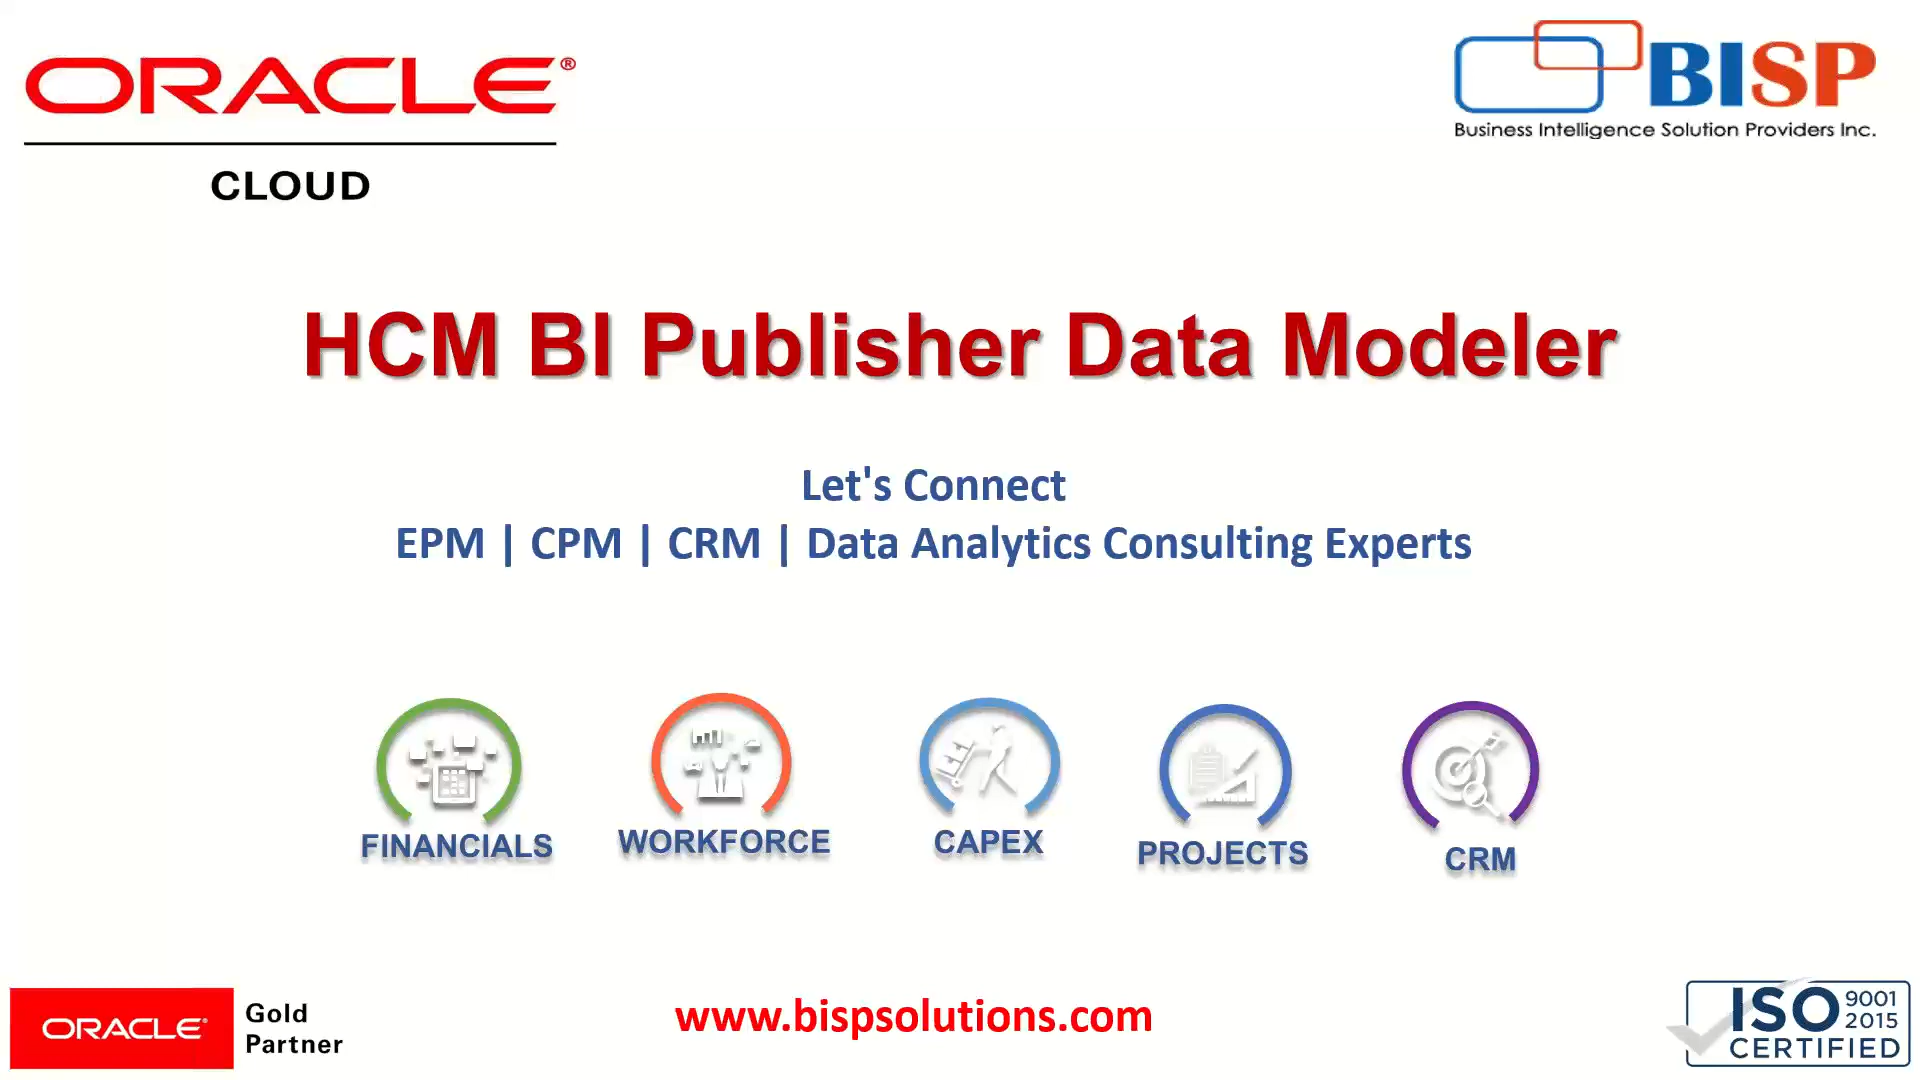 ORACLE®
CLOUD
BISP
Business Intelligence Solution Providers Inc.
HCM BI Publisher Data Modeler
Let's Connect
EPM | CPM | CRM | Data Analytics Consulting Experts
FINANCIALS
WORKFORCE
CAPEX
PROJECTS
CRM
ORACLE®
Gold
Partner
www.bispsolutions.com
ISO 9001
2015
CERTIFIED